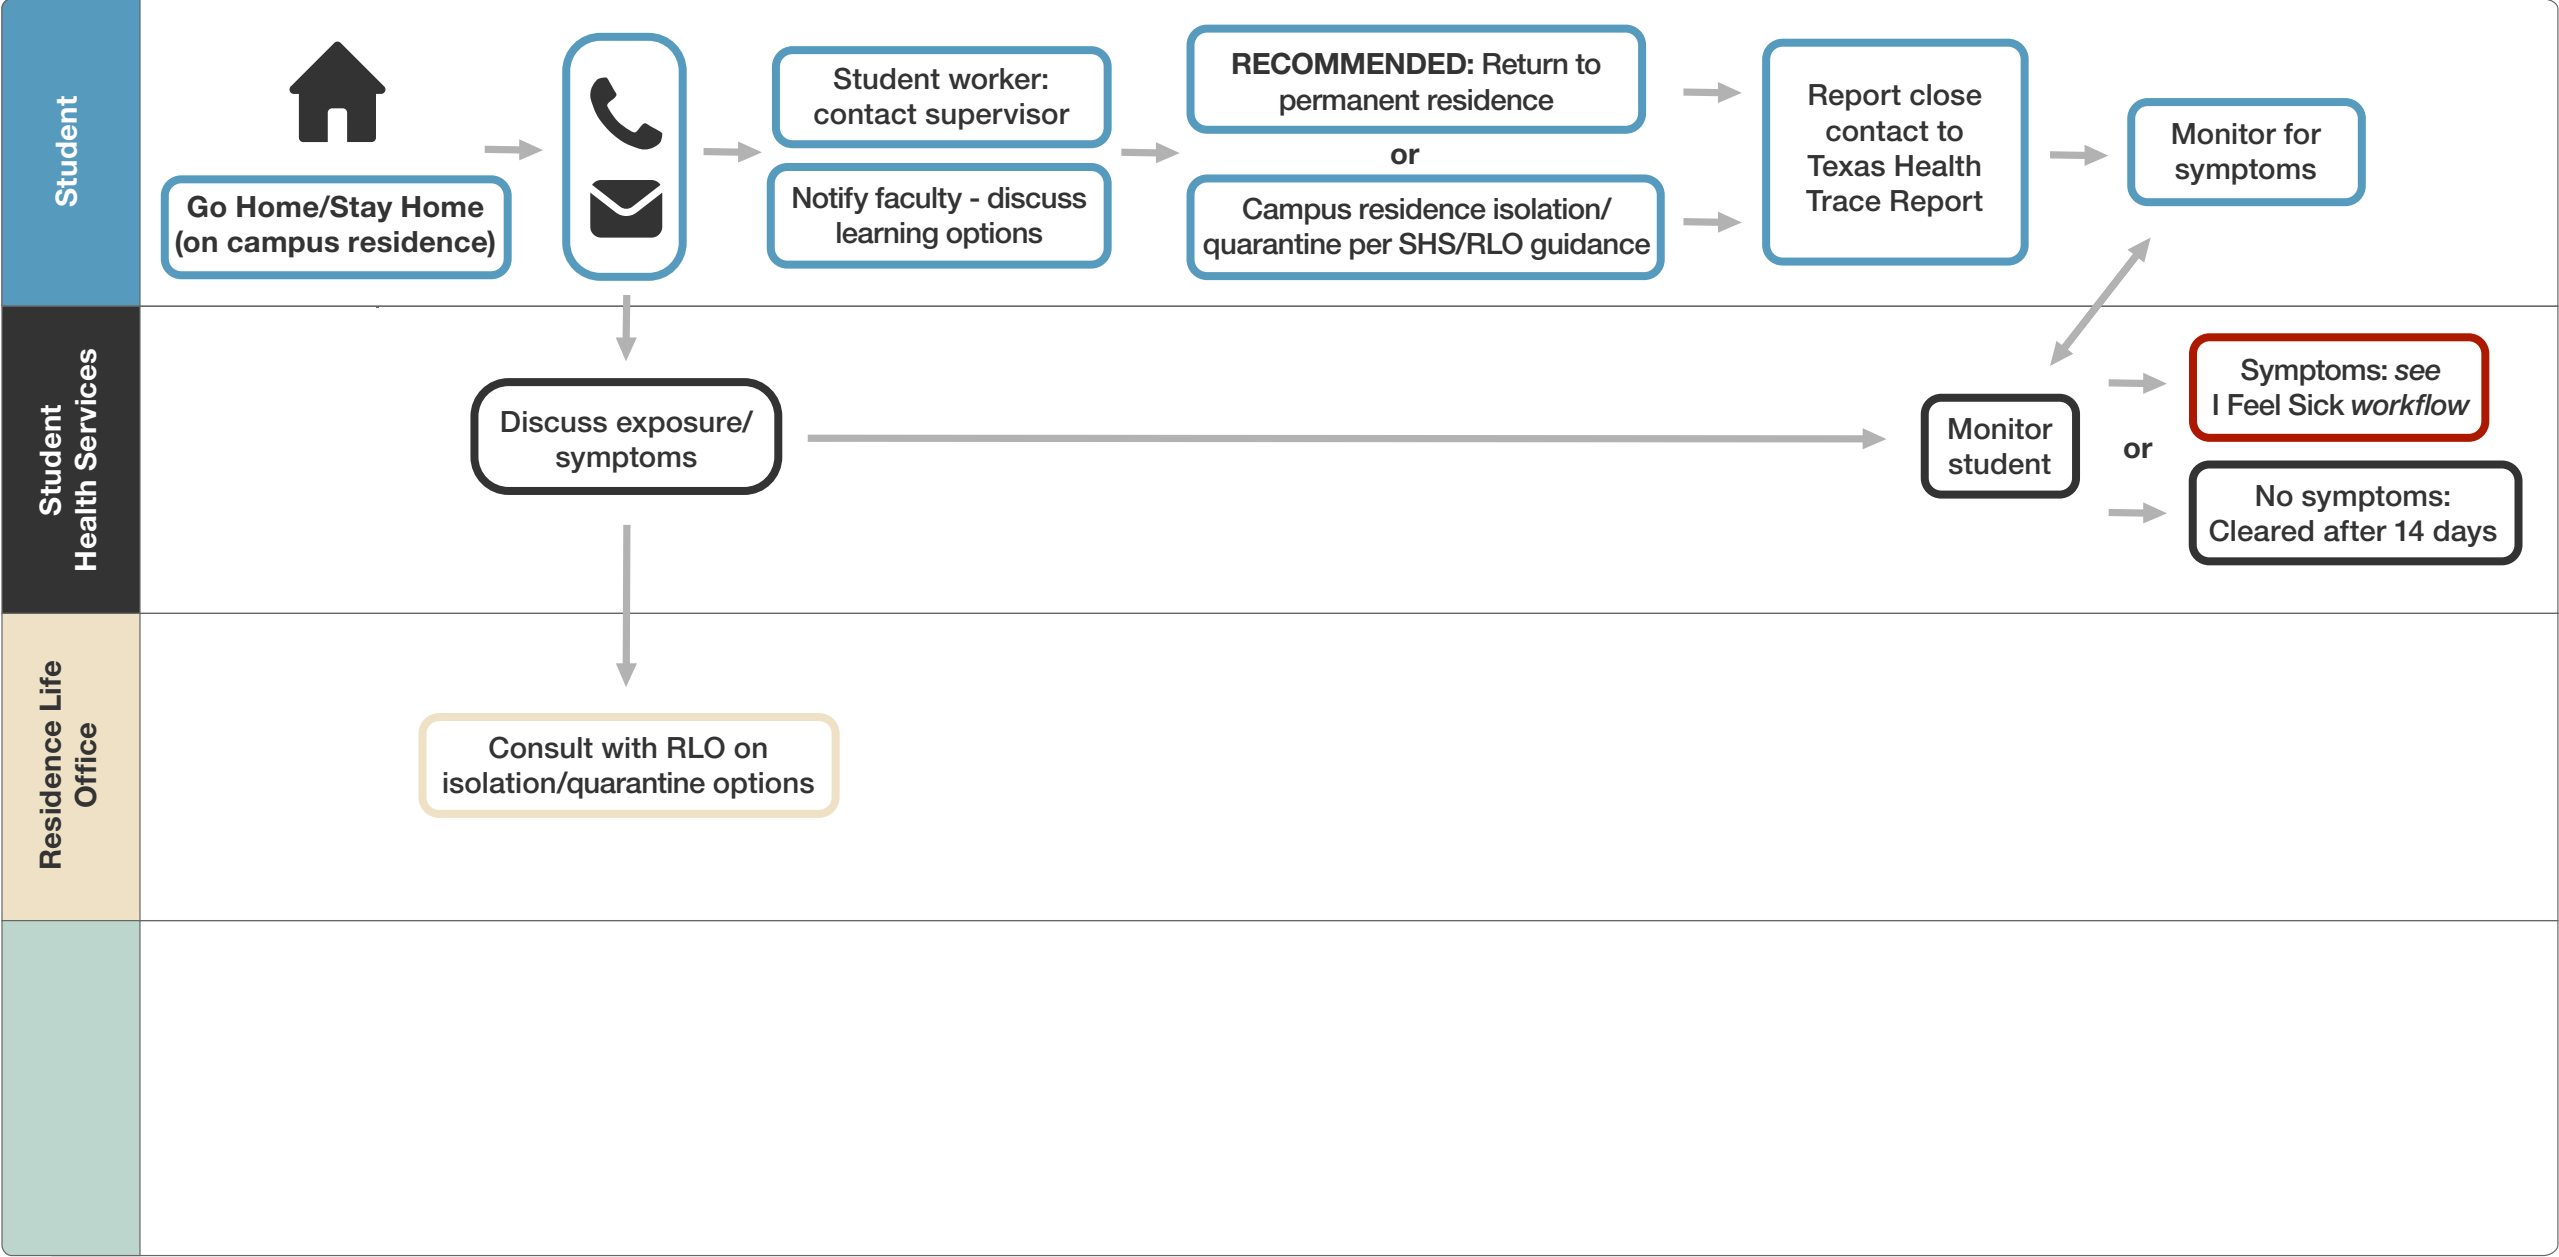 Student
Go Home/Stay Home
(on campus residence)
Student worker:
contact supervisor
Notify faculty - discuss
learning options
RECOMMENDED: Return to
permanent residence
or
Campus residence isolation/
quarantine per SHS/RLO guidance
Report close
contact to
Texas Health
Trace Report
Monitor for
symptoms
Student
Health Services
Discuss exposure/
symptoms
Monitor
student
Symptoms: see
I Feel Sick workflow
or
No symptoms:
Cleared after 14 days
Residence Life
Office
Consult with RLO on
isolation/quarantine options